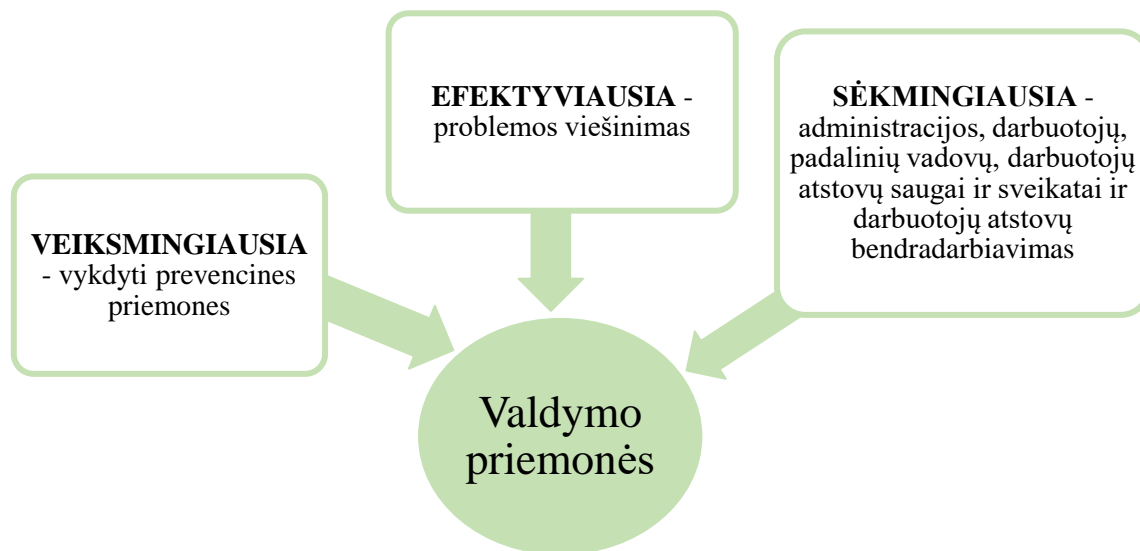 VEIKSMINGIAUSIA
- vykdyti prevencines
priemones
EFEKTYVIAUSIA -
problemos viešinimas
SĖKMINGIAUSIA -
administracijos, darbuotojų,
padalinių vadovų, darbuotojų
atstovų saugai ir sveikatai ir
darbuotojų atstovų
bendradarbiavimas
Valdymo
priemonės